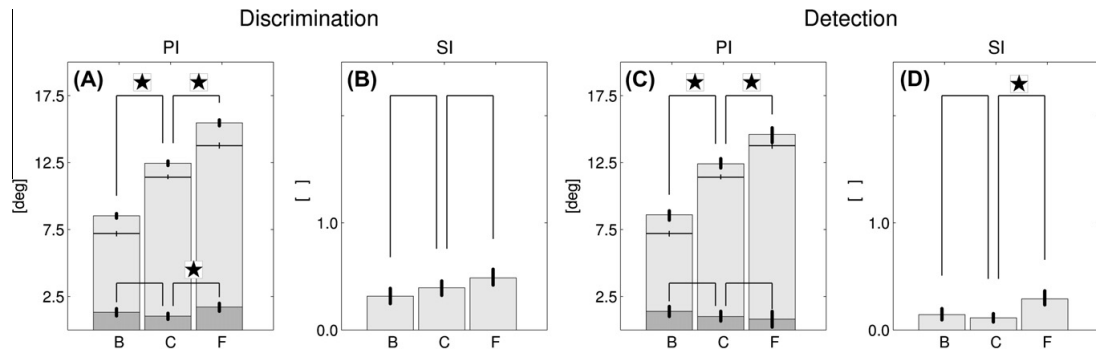 Discrimination Detection
PI SI PI SI
(A) (B) (C) (D)
17.5 17.5
12.5 12.5
[deg] [ ] [deg] [ ]
7.5 1.0 7.5 1.0
2.5 0.0 2.5 0.0
B C F B C F B C F B C F